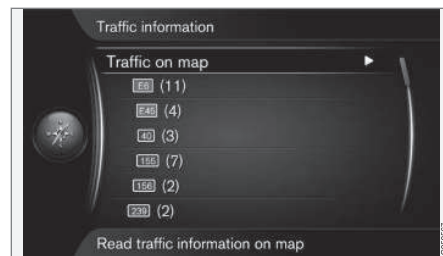 Traffic information
Traffic on map
E6 (11)
E45 (4)
40 (3)
155 (7)
156 (2)
239 (2)
Read traffic information on map